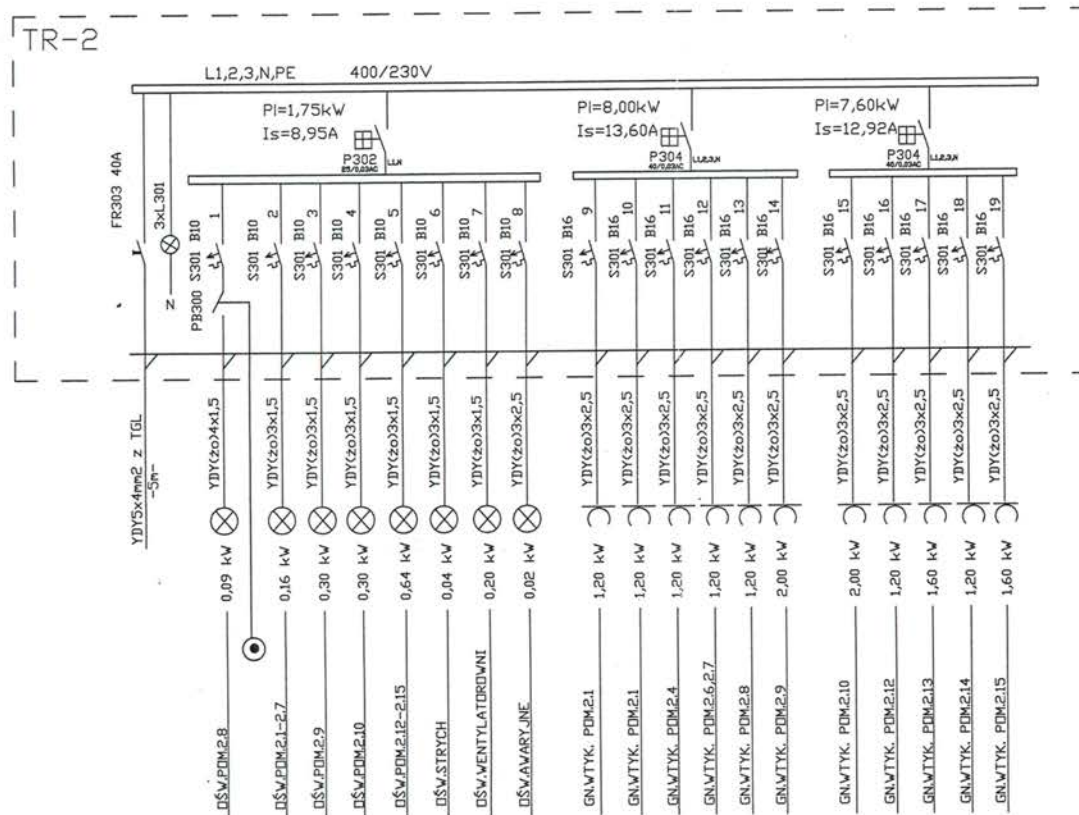 TR-2
L1,2,3,N,PE 400/230V
PI=1,75kW
Is=8,95A
P302
25/0,03AC
L1,N
PI=8,00kW
Is=13,60A
P304
40/0,03AC
L1,2,3,N
PI=7,60kW
Is=12,92A
P304
40/0,03AC
L1,2,3,N
FR303 40A
3xL301
N
S301 B10 1
PB300
S301 B10 2
S301 B10 3
S301 B10 4
S301 B10 5
S301 B10 6
S301 B10 7
S301 B10 8
S301 B16 9
S301 B16 10
S301 B16 11
S301 B16 12
S301 B16 13
S301 B16 14
S301 B16 15
S301 B16 16
S301 B16 17
S301 B16 18
S301 B16 19
YDY5x4mm2 z TGL
-5m-
YDY(żo)4x1,5
YDY(żo)3x1,5
YDY(żo)3x1,5
YDY(żo)3x1,5
YDY(żo)3x1,5
YDY(żo)3x1,5
YDY(żo)3x1,5
YDY(żo)3x2,5
YDY(żo)3x2,5
YDY(żo)3x2,5
YDY(żo)3x2,5
YDY(żo)3x2,5
YDY(żo)3x2,5
YDY(żo)3x2,5
YDY(żo)3x2,5
YDY(żo)3x2,5
YDY(żo)3x2,5
YDY(żo)3x2,5
YDY(żo)3x2,5
0,09 kW
0,16 kW
0,30 kW
0,30 kW
0,64 kW
0,04 kW
0,20 kW
0,02 kW
1,20 kW
1,20 kW
1,20 kW
1,20 kW
1,20 kW
2,00 kW
2,00 kW
1,20 kW
1,60 kW
1,20 kW
1,60 kW
OŚW.POM.2.8
OŚW.POM.2.1-2.7
OŚW.POM.2.9
OŚW.POM.2.10
OŚW.POM.2.12-2.15
OŚW.STRYCH
OŚW.WENTYLATOROWNI
OŚW.AWARYJNE
GN.WTYK. POM.2.1
GN.WTYK. POM.2.1
GN.WTYK. POM.2.4
GN.WTYK. POM.2.6,2.7
GN.WTYK. POM.2.8
GN.WTYK. POM.2.9
GN.WTYK. POM.2.10
GN.WTYK. POM.2.12
GN.WTYK. POM.2.13
GN.WTYK. POM.2.14
GN.WTYK. POM.2.15